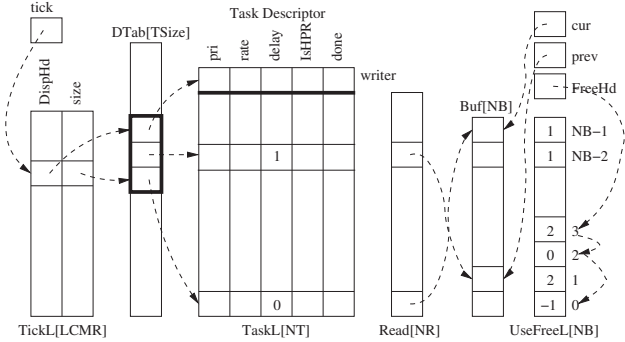 tick
DTab[TSize]
DispHd
size
Task Descriptor
pri
rate
delay
IsHPR
done
writer
1
0
Buf[NB]
cur
prev
FreeHd
1 NB−1
1 NB−2
2 3
0 2
2 1
−1 0
TickL[LCMR]
TaskL[NT]
Read[NR]
UseFreeL[NB]